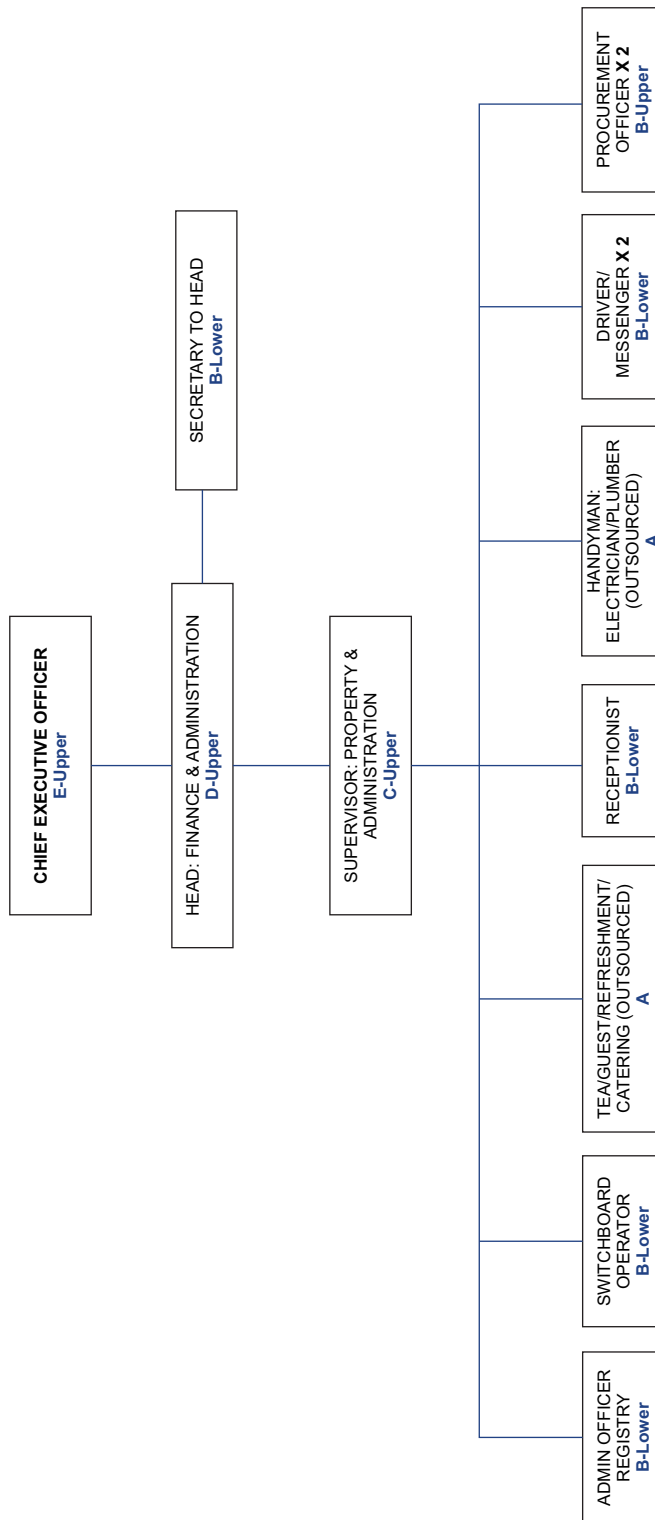 CHIEF EXECUTIVE OFFICER
E-Upper
HEAD: FINANCE & ADMINISTRATION
D-Upper
SECRETARY TO HEAD
B-Lower
SUPERVISOR: PROPERTY &
ADMINISTRATION
C-Upper
ADMIN OFFICER
REGISTRY
B-Lower
SWITCHBOARD
OPERATOR
B-Lower
TEA/GUEST/REFRESHMENT/
CATERING (OUTSOURCED)
A
RECEPTIONIST
B-Lower
HANDYMAN:
ELECTRICIAN/PLUMBER
(OUTSOURCED)
A
DRIVER/
MESSENGER X 2
B-Lower
PROCUREMENT
OFFICER X 2
B-Upper